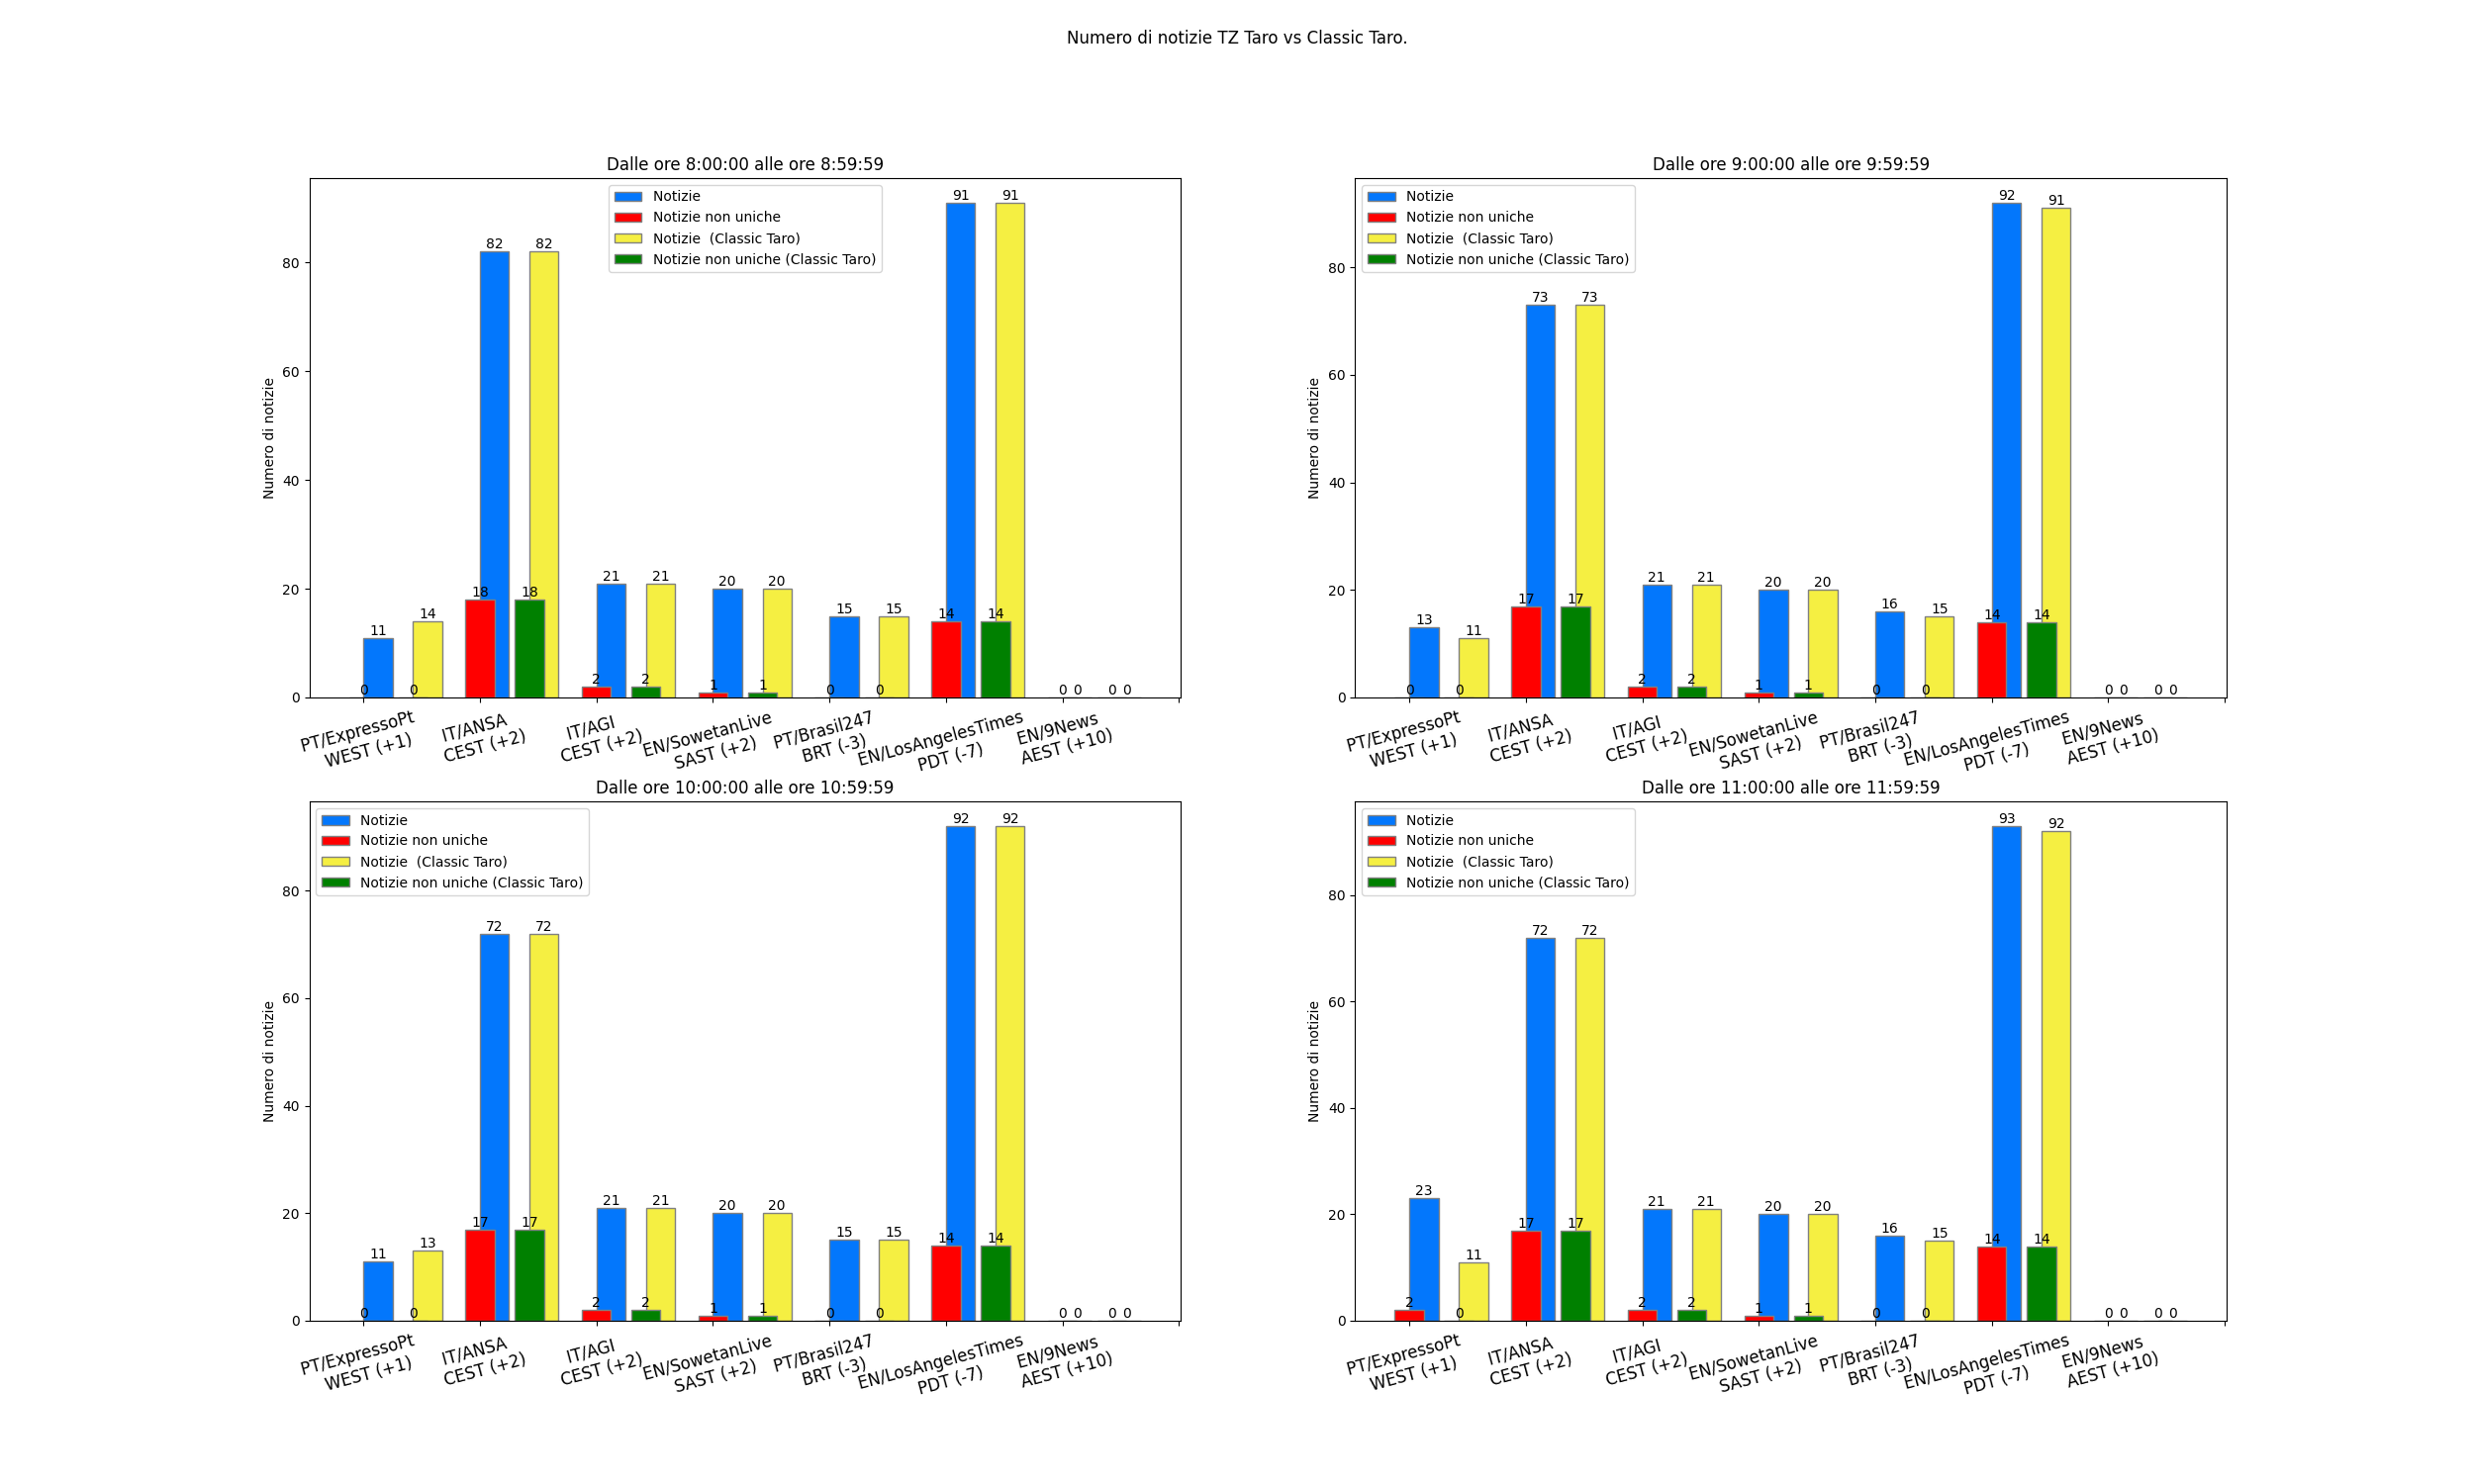 Numero di notizie TZ Taro vs Classic Taro.
Dalle ore 8:00:00 alle ore 8:59:59
Notizie
Notizie non uniche
Notizie  (Classic Taro)
Notizie non uniche (Classic Taro)
Numero di notizie
80
60
40
20
0
11 82 21 20 15 91 0
0 18 2 1 0 14 0
14 82 21 20 15 91 0
0 18 2 1 0 14 0
PT/ExpressoPt
WEST (+1)
IT/ANSA
CEST (+2)
IT/AGI
CEST (+2)
EN/SowetanLive
SAST (+2)
PT/Brasil247
BRT (-3)
EN/LosAngelesTimes
PDT (-7)
EN/9News
AEST (+10)
Dalle ore 9:00:00 alle ore 9:59:59
Notizie
Notizie non uniche
Notizie  (Classic Taro)
Notizie non uniche (Classic Taro)
Numero di notizie
80
60
40
20
0
13 73 21 20 16 92 0
0 17 2 1 0 14 0
11 73 21 20 15 91 0
0 17 2 1 0 14 0
PT/ExpressoPt
WEST (+1)
IT/ANSA
CEST (+2)
IT/AGI
CEST (+2)
EN/SowetanLive
SAST (+2)
PT/Brasil247
BRT (-3)
EN/LosAngelesTimes
PDT (-7)
EN/9News
AEST (+10)
Dalle ore 10:00:00 alle ore 10:59:59
Notizie
Notizie non uniche
Notizie  (Classic Taro)
Notizie non uniche (Classic Taro)
Numero di notizie
80
60
40
20
0
11 72 21 20 15 92 0
0 17 2 1 0 14 0
13 72 21 20 15 92 0
0 17 2 1 0 14 0
PT/ExpressoPt
WEST (+1)
IT/ANSA
CEST (+2)
IT/AGI
CEST (+2)
EN/SowetanLive
SAST (+2)
PT/Brasil247
BRT (-3)
EN/LosAngelesTimes
PDT (-7)
EN/9News
AEST (+10)
Dalle ore 11:00:00 alle ore 11:59:59
Notizie
Notizie non uniche
Notizie  (Classic Taro)
Notizie non uniche (Classic Taro)
Numero di notizie
80
60
40
20
0
23 72 21 20 16 93 0
2 17 2 1 0 14 0
11 72 21 20 15 92 0
0 17 2 1 0 14 0
PT/ExpressoPt
WEST (+1)
IT/ANSA
CEST (+2)
IT/AGI
CEST (+2)
EN/SowetanLive
SAST (+2)
PT/Brasil247
BRT (-3)
EN/LosAngelesTimes
PDT (-7)
EN/9News
AEST (+10)